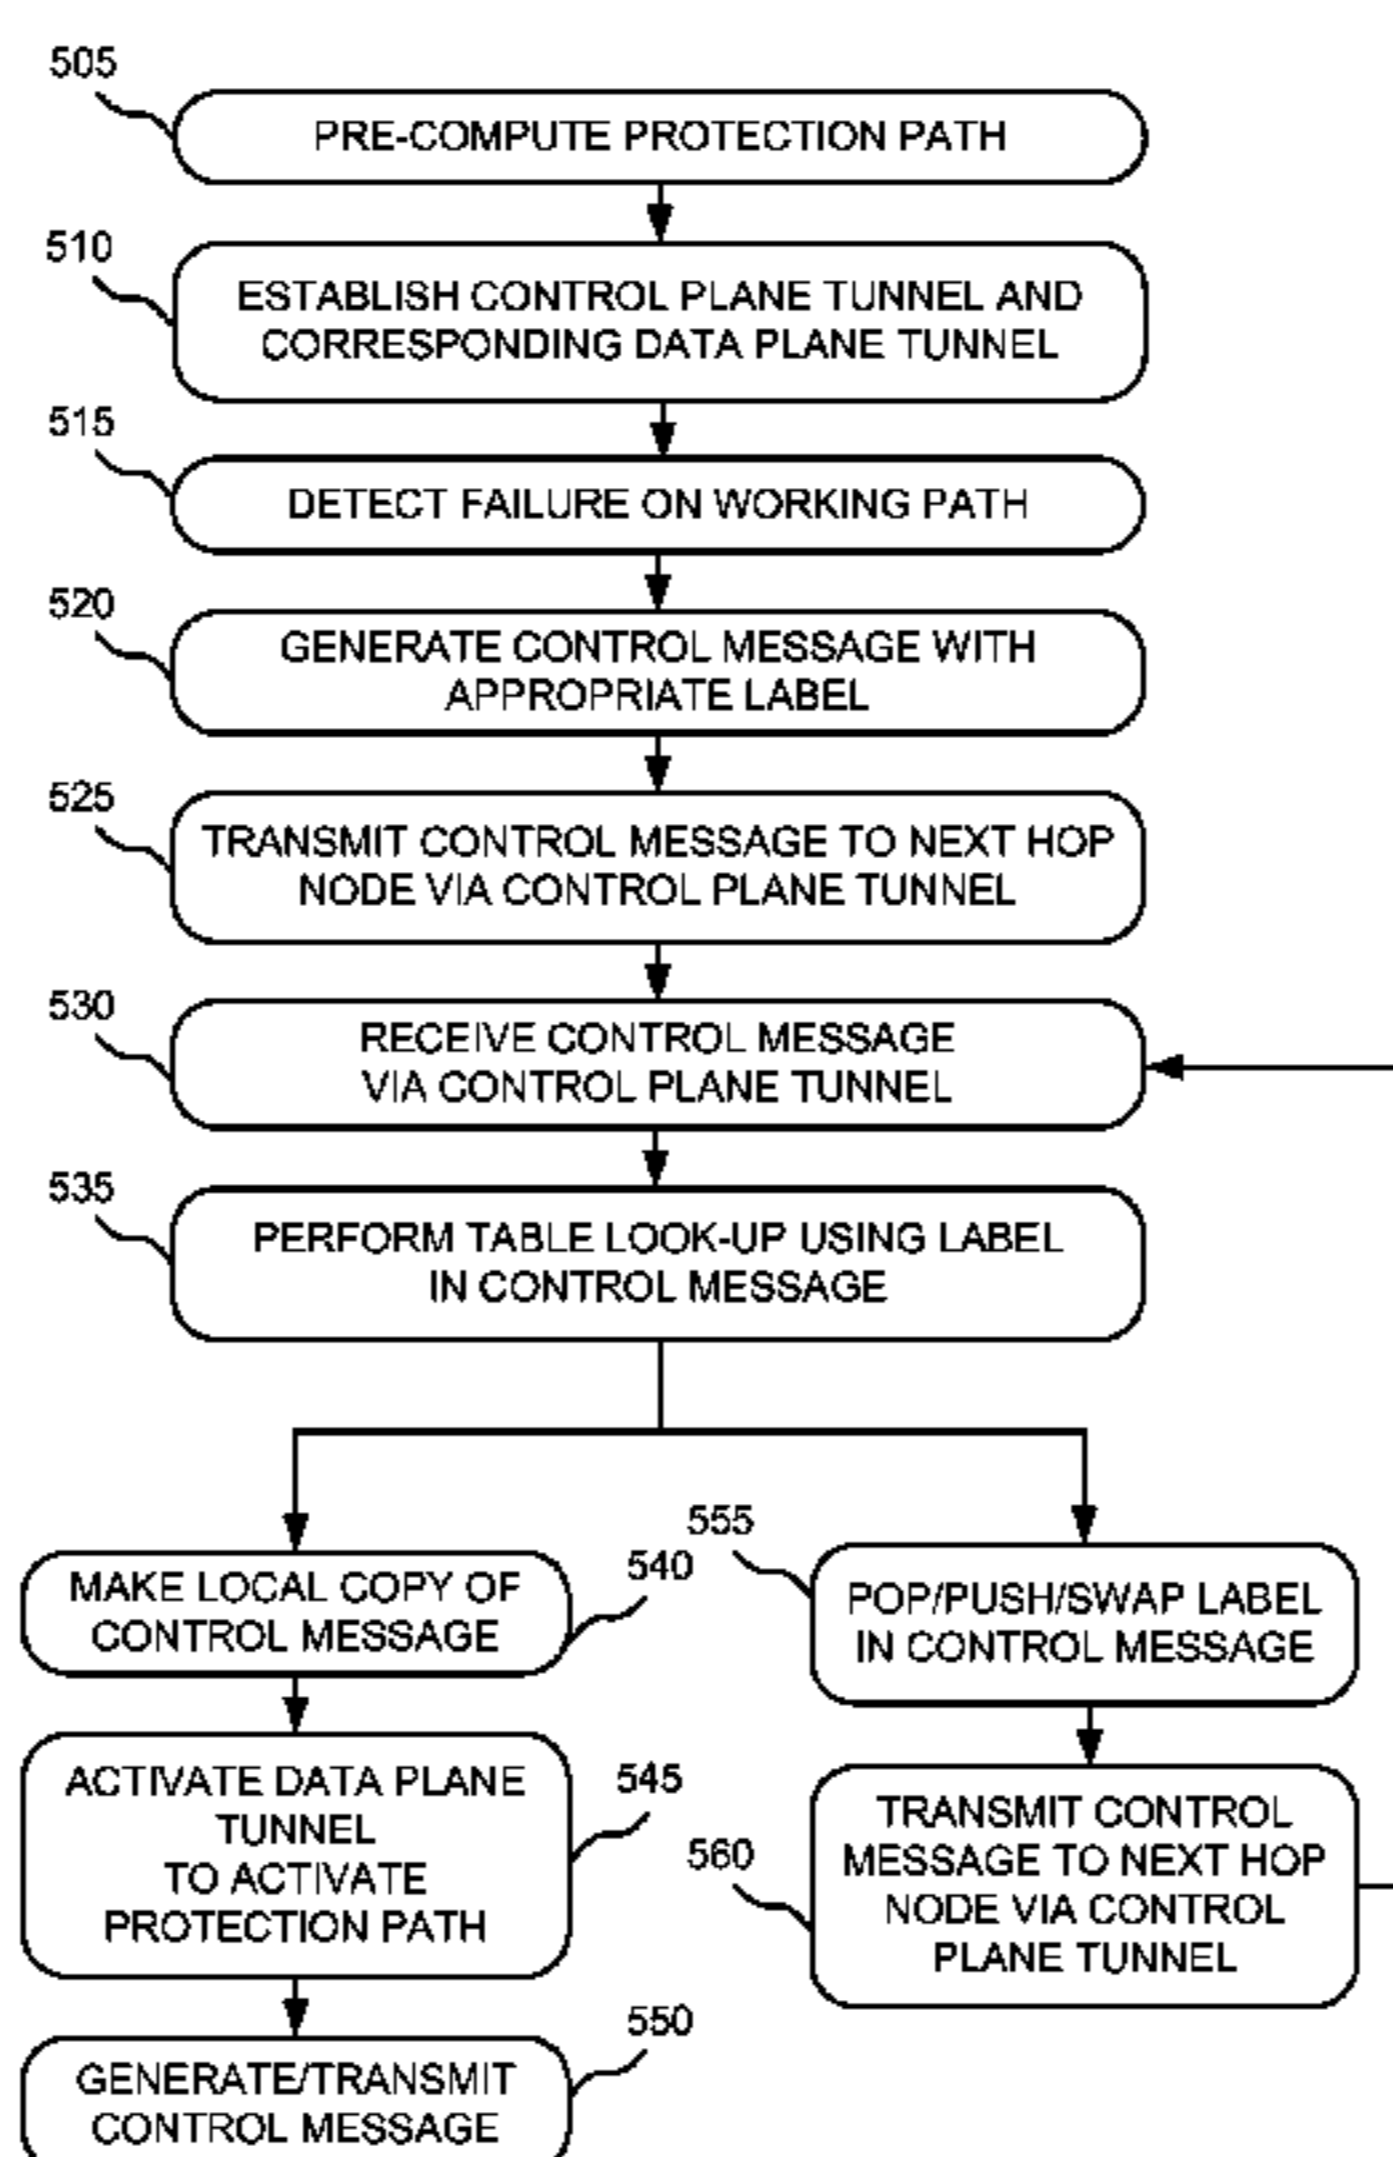 505
PRE-COMPUTE PROTECTION PATH
510
ESTABLISH CONTROL PLANE TUNNEL AND
CORRESPONDING DATA PLANE TUNNEL
515
DETECT FAILURE ON WORKING PATH
520
GENERATE CONTROL MESSAGE WITH
APPROPRIATE LABEL
525
TRANSMIT CONTROL MESSAGE TO NEXT HOP
NODE VIA CONTROL PLANE TUNNEL
530
RECEIVE CONTROL MESSAGE
VIA CONTROL PLANE TUNNEL
535
PERFORM TABLE LOOK-UP USING LABEL
IN CONTROL MESSAGE
540
MAKE LOCAL COPY OF
CONTROL MESSAGE
545
ACTIVATE DATA PLANE
TUNNEL
TO ACTIVATE
PROTECTION PATH
550
GENERATE/TRANSMIT
CONTROL MESSAGE
555
POP/PUSH/SWAP LABEL
IN CONTROL MESSAGE
560
TRANSMIT CONTROL
MESSAGE TO NEXT HOP
NODE VIA CONTROL
PLANE TUNNEL